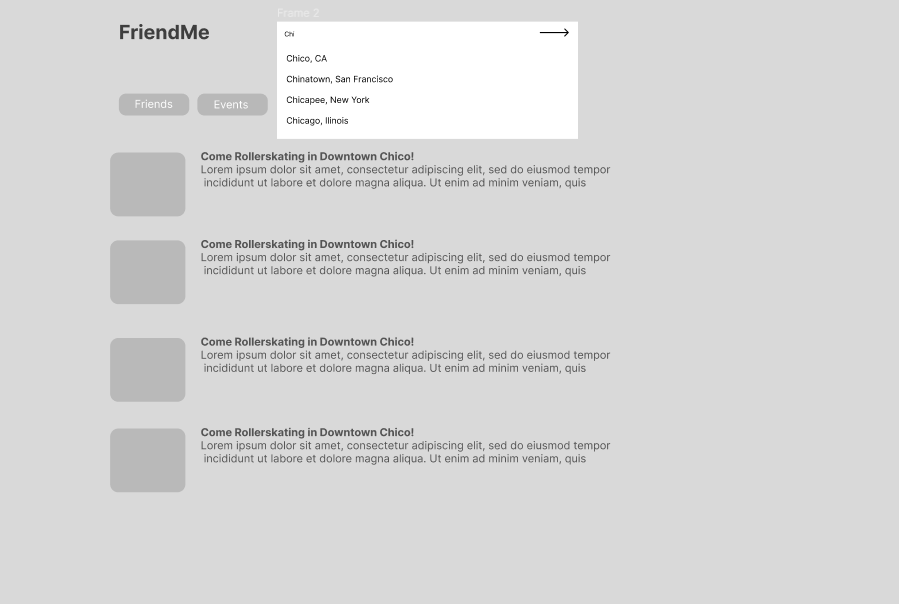 Frame 2
FriendMe
Chi
Chico, CA
Chinatown, San Francisco
Chicapee, New York
Chicago, Ilinois
Friends
Events
Come Rollerskating in Downtown Chico!
Lorem ipsum dolor sit amet, consectetur adipiscing elit, sed do eiusmod tempor
incididunt ut labore et dolore magna aliqua. Ut enim ad minim veniam, quis
Come Rollerskating in Downtown Chico!
Lorem ipsum dolor sit amet, consectetur adipiscing elit, sed do eiusmod tempor
incididunt ut labore et dolore magna aliqua. Ut enim ad minim veniam, quis
Come Rollerskating in Downtown Chico!
Lorem ipsum dolor sit amet, consectetur adipiscing elit, sed do eiusmod tempor
incididunt ut labore et dolore magna aliqua. Ut enim ad minim veniam, quis
Come Rollerskating in Downtown Chico!
Lorem ipsum dolor sit amet, consectetur adipiscing elit, sed do eiusmod tempor
incididunt ut labore et dolore magna aliqua. Ut enim ad minim veniam, quis